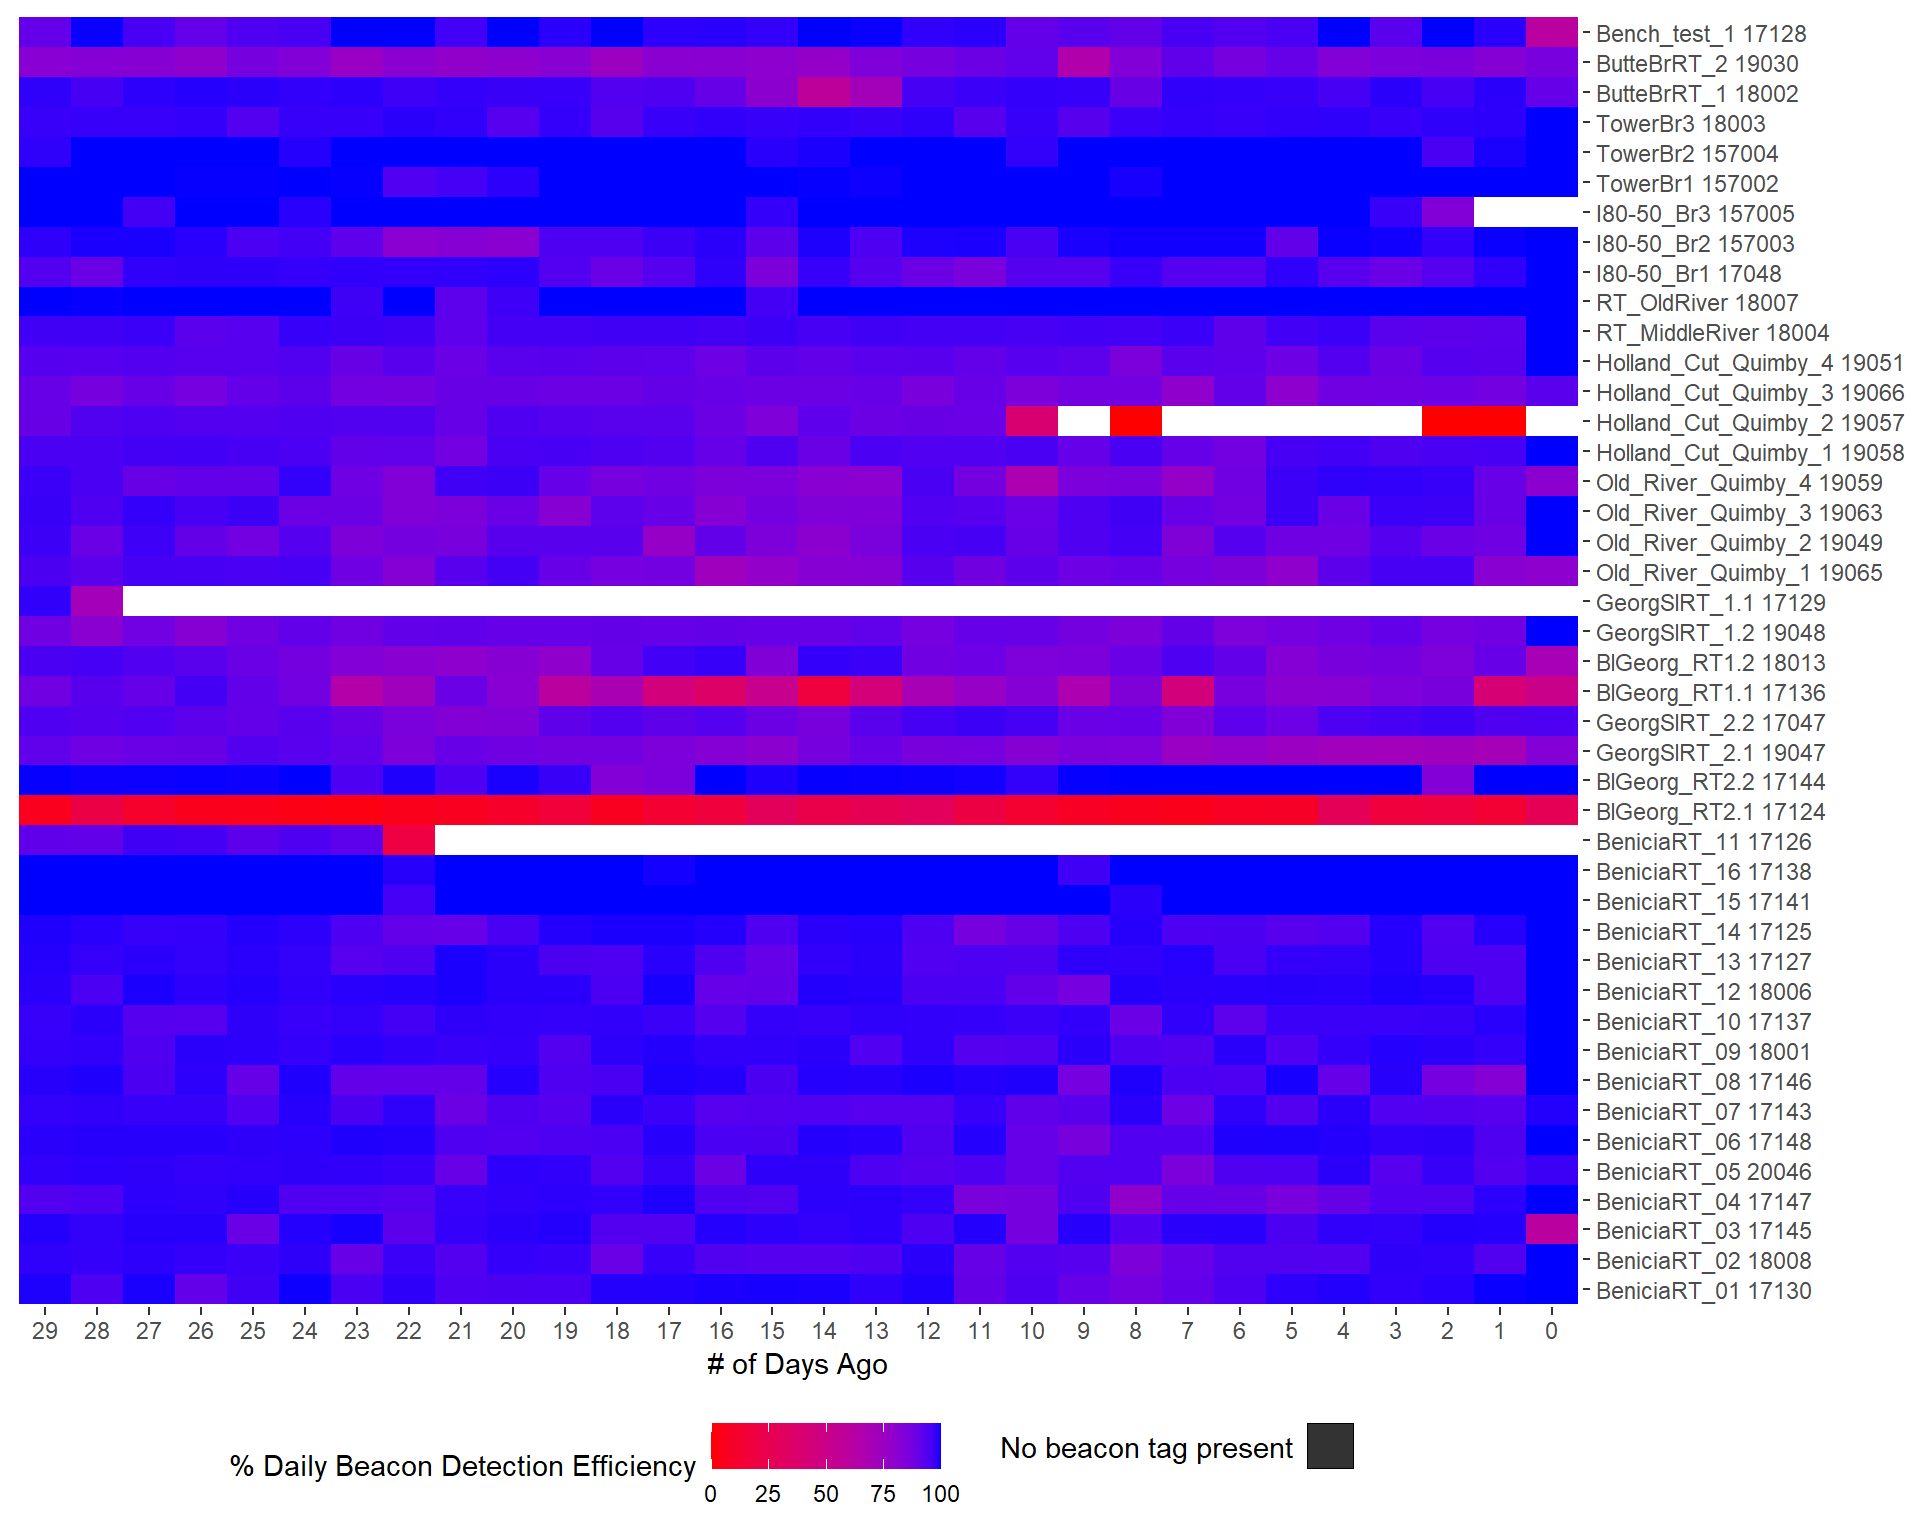 Bench_test_1 17128
ButteBrRT_2 19030
ButteBrRT_1 18002
TowerBr3 18003
TowerBr2 157004
TowerBr1 157002
I80-50_Br3 157005
I80-50_Br2 157003
I80-50_Br1 17048
RT_OldRiver 18007
RT_MiddleRiver 18004
Holland_Cut_Quimby_4 19051
Holland_Cut_Quimby_3 19066
Holland_Cut_Quimby_2 19057
Holland_Cut_Quimby_1 19058
Old_River_Quimby_4 19059
Old_River_Quimby_3 19063
Old_River_Quimby_2 19049
Old_River_Quimby_1 19065
GeorgSlRT_1.1 17129
GeorgSlRT_1.2 19048
BlGeorg_RT1.2 18013
BlGeorg_RT1.1 17136
GeorgSlRT_2.2 17047
GeorgSlRT_2.1 19047
BlGeorg_RT2.2 17144
BlGeorg_RT2.1 17124
BeniciaRT_11 17126
BeniciaRT_16 17138
BeniciaRT_15 17141
BeniciaRT_14 17125
BeniciaRT_13 17127
BeniciaRT_12 18006
BeniciaRT_10 17137
BeniciaRT_09 18001
BeniciaRT_08 17146
BeniciaRT_07 17143
BeniciaRT_06 17148
BeniciaRT_05 20046
BeniciaRT_04 17147
BeniciaRT_03 17145
BeniciaRT_02 18008
BeniciaRT_01 17130
29 28 27 26 25 24 23 22 21 20 19 18 17 16 15 14 13 12 11 10 9 8 7 6 5 4 3 2 1 0
# of Days Ago
% Daily Beacon Detection Efficiency
0 25 50 75 100
No beacon tag present